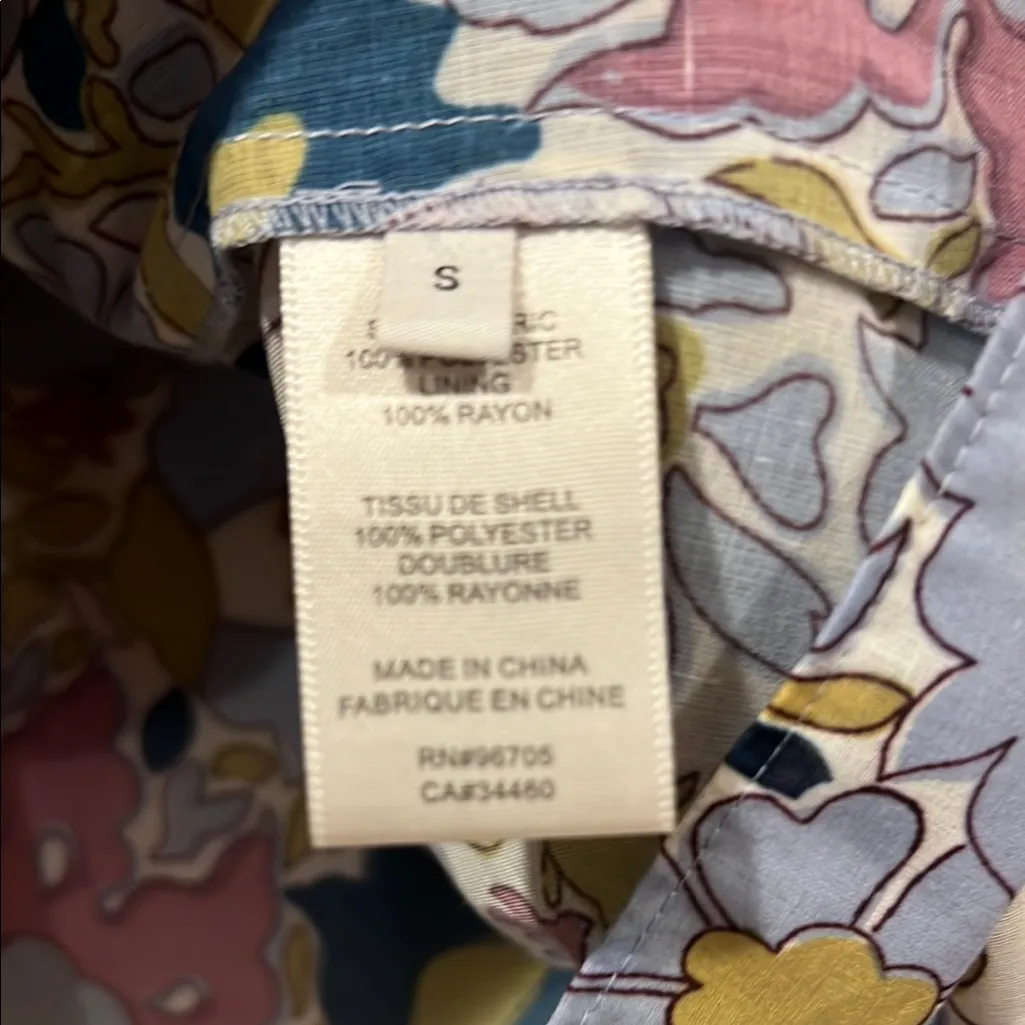 S
100% POLYESTER
LINING
100% RAYON
TISSU DE SHELL
100% POLYESTER
DOUBLURE
100% RAYONNE
MADE IN CHINA
FABRIQUE EN CHINE
RN#96705
CA#34460